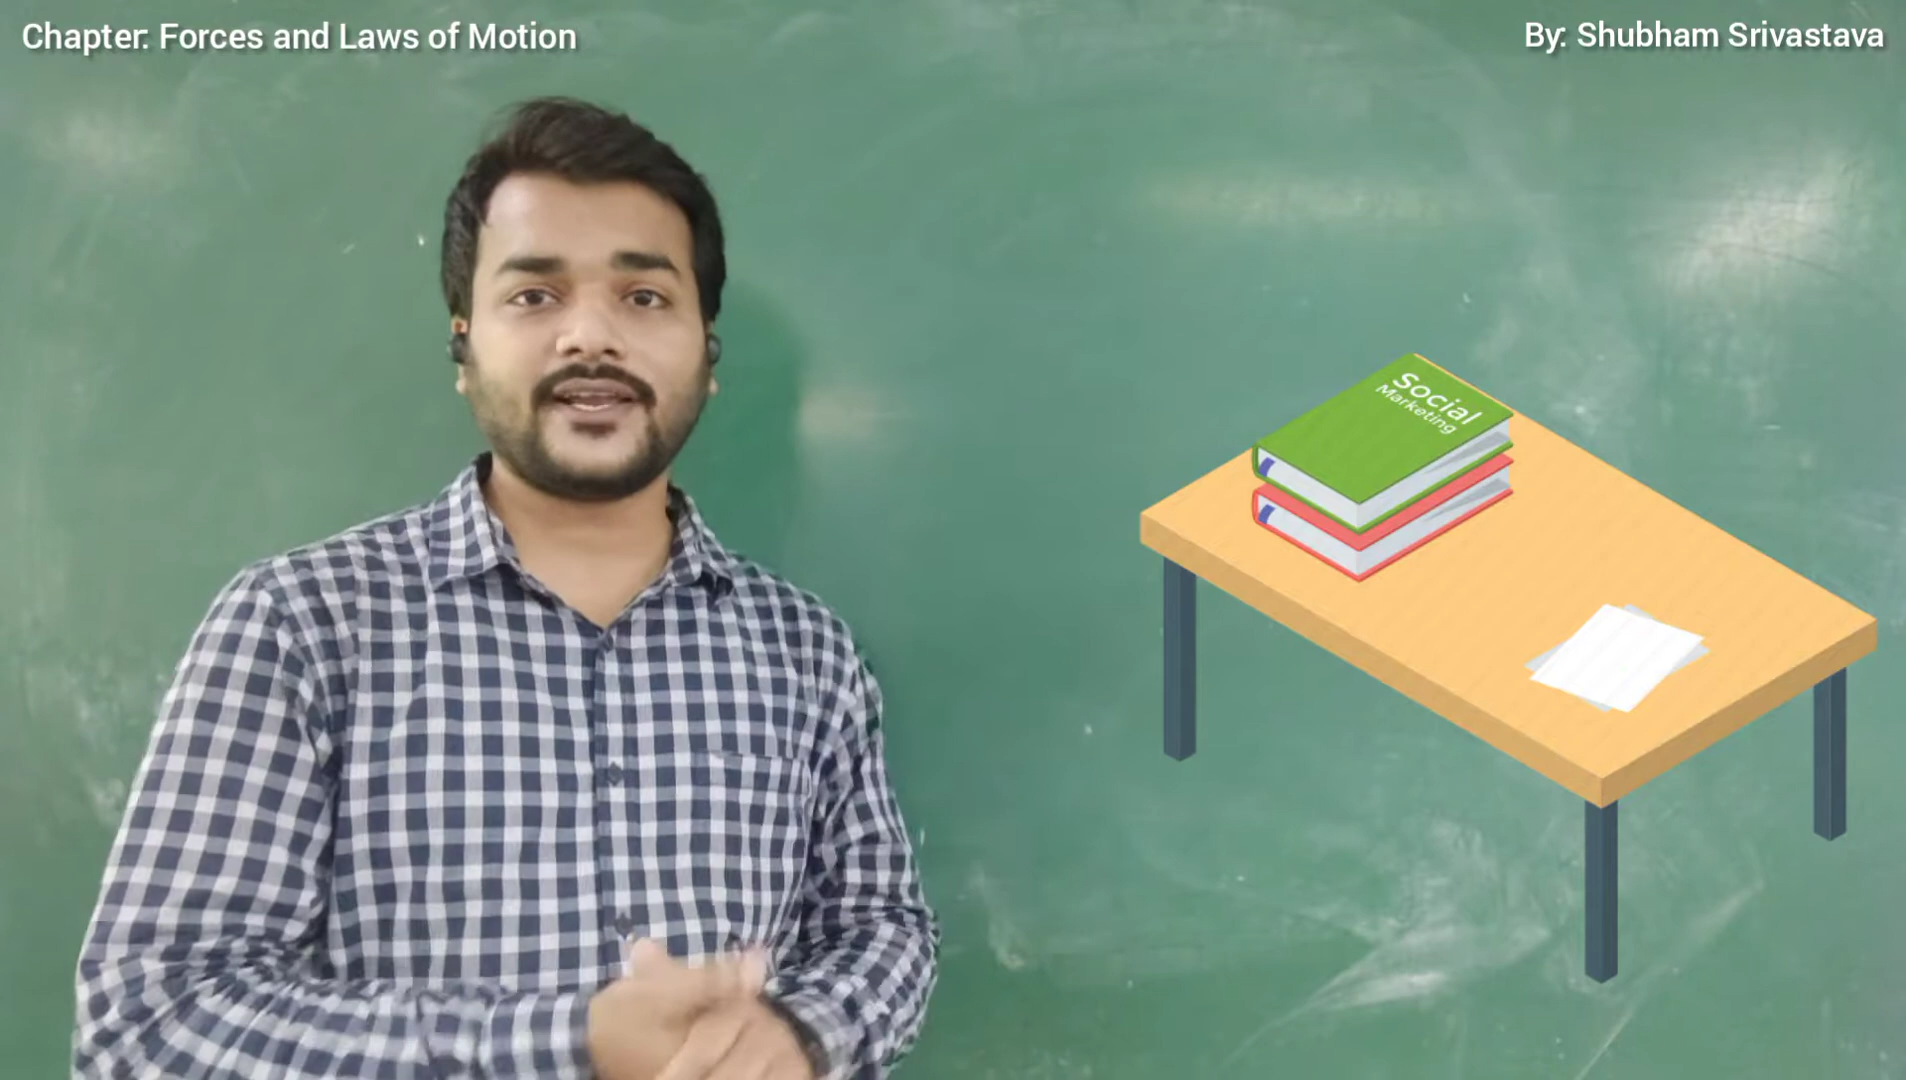 Chapter: Forces and Laws of Motion
By: Shubham Srivastava
Social
Marketing